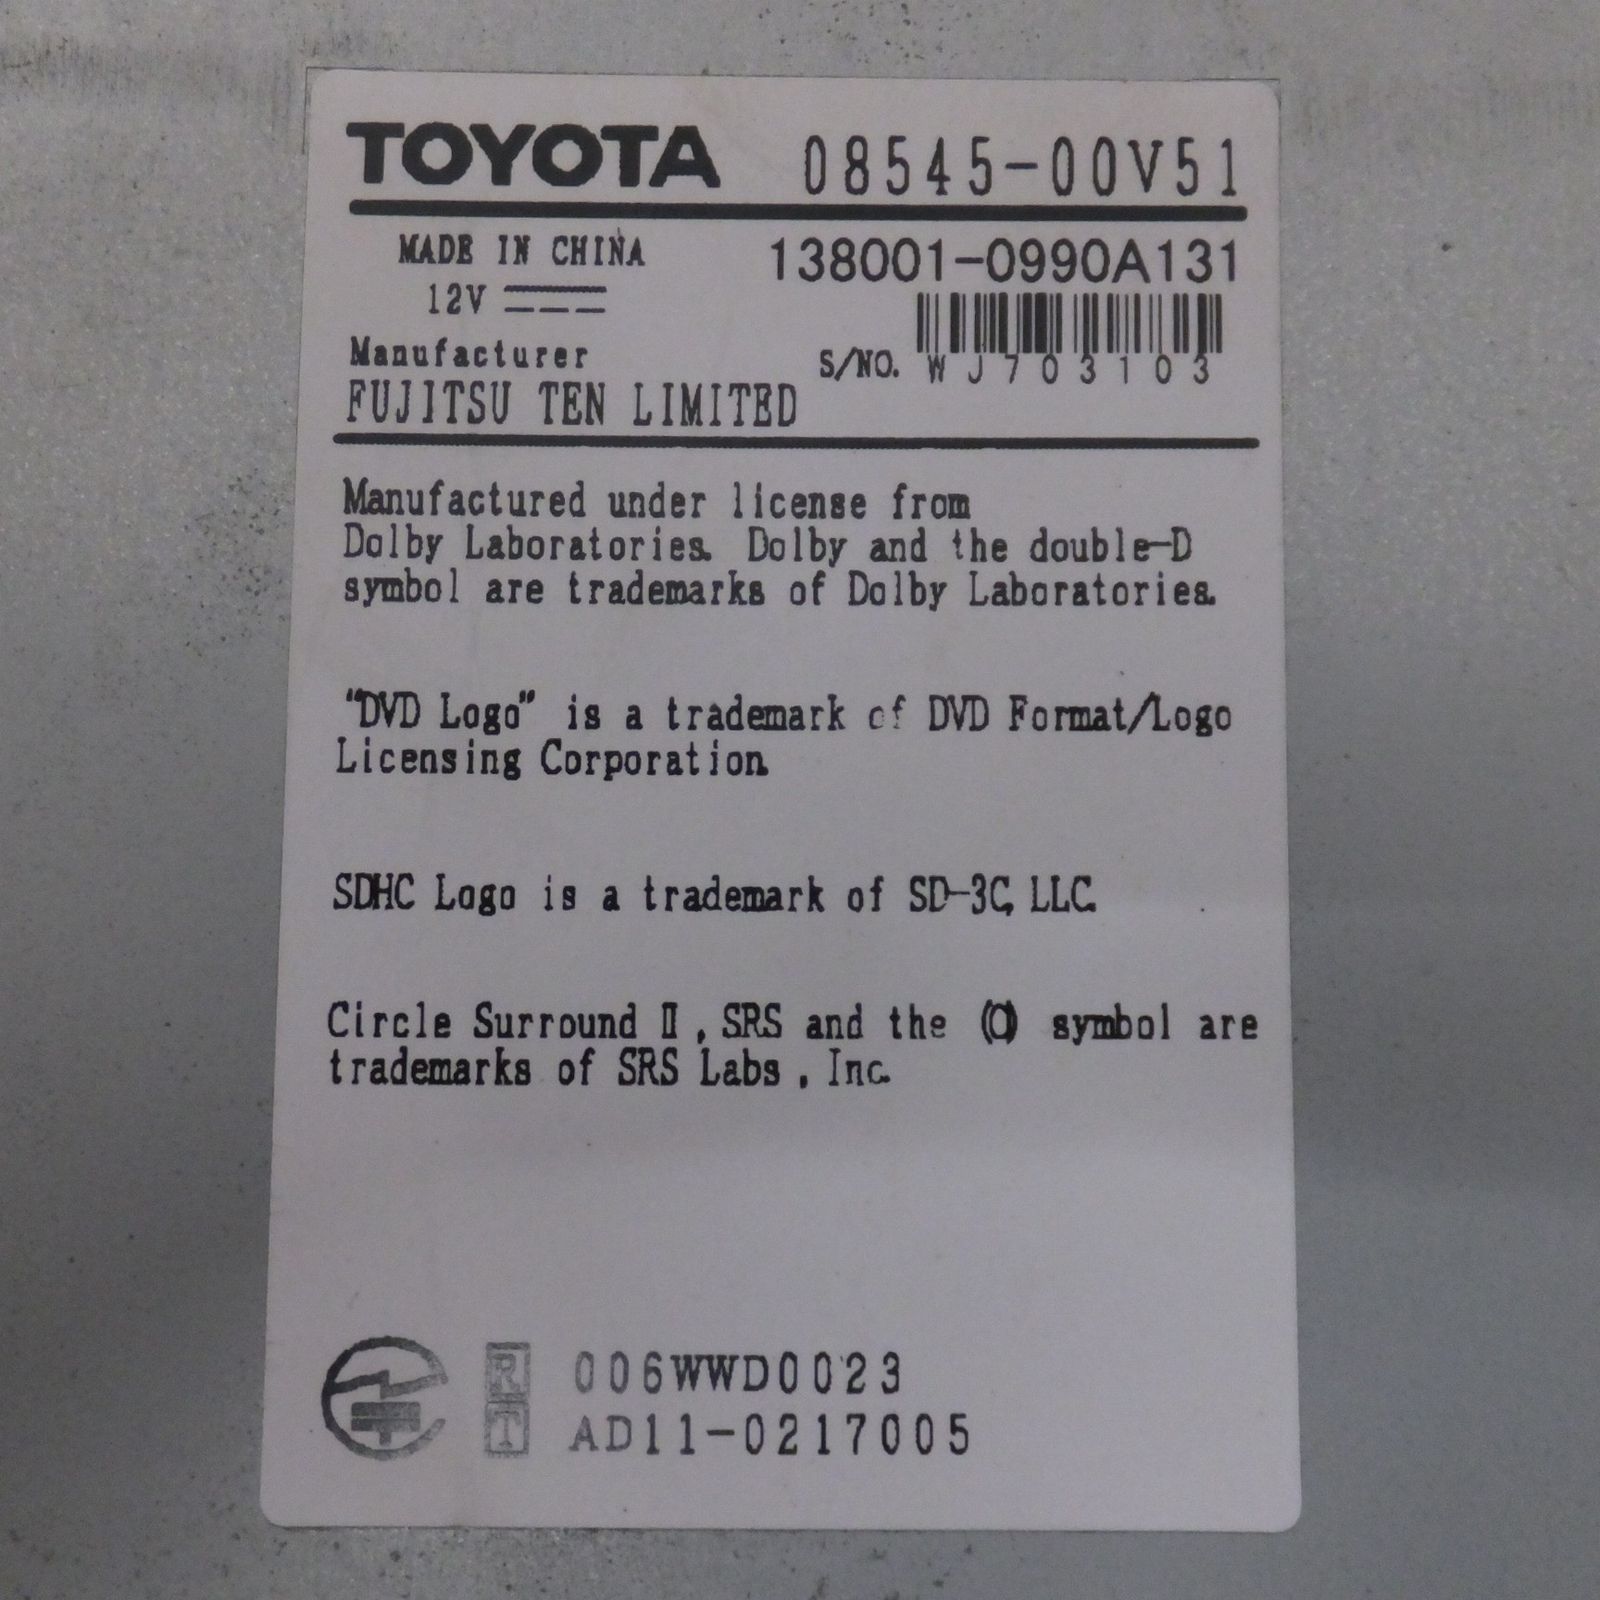 TOYOTA 08545-00V51
MADE IN CHINA 138001-0990A131
12V
Manufacturer S/NO. WJ703103
FUJITSU TEN LIMITED
Manufactured under license from
Dolby Laboratories. Dolby and the double-D
symbol are trademarks of Dolby Laboratories.
"DVD Logo" is a trademark of DVD Format/Logo
Licensing Corporation.
SDHC Logo is a trademark of SD-3C, LLC.
Circle Surround Ⅱ, SRS and the (O) symbol are
trademarks of SRS Labs, Inc.
R 006WWD0023
T AD11-0217005